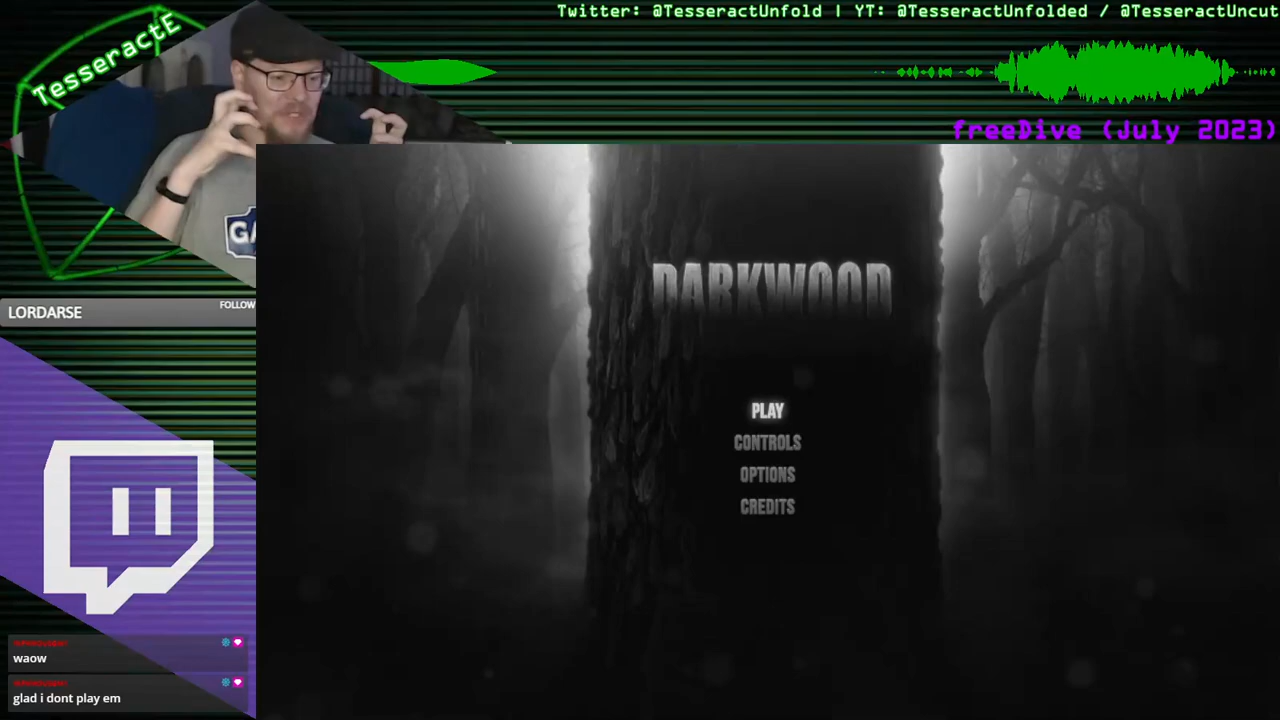 Twitter: @TesseractUnfold | YT: @TesseractUnfolded / @TesseractUncut
TesseractE
freeDive (July 2023)
GA
DARKWOOD
LORDARSE
FOLLOW
PLAY
CONTROLS
OPTIONS
CREDITS
waow
glad i dont play em